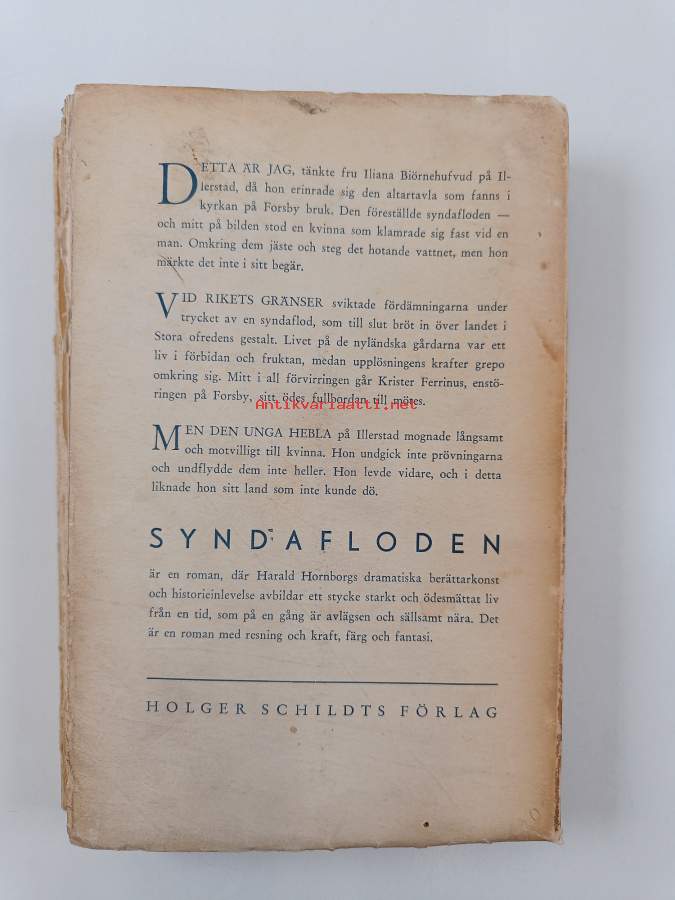 DETTA ÄR JAG, tänkte fru Iliana Biörnehufvud på Il-
lerstad, då hon erinrade sig den altartavla som fanns i
kyrkan på Forsby bruk. Den föreställde syndafloden —
och mitt på bilden stod en kvinna som klamrade sig fast vid en
man. Omkring dem jäste och steg det hotande vattnet, men hon
märkte det inte i sitt begär.
VID RIKETS GRÄNSER sviktade fördämningarna under
trycket av en syndaflod, som till slut bröt in över landet i
Stora ofredens gestalt. Livet på de nyländska gårdarna var ett
liv i förbidan och fruktan, medan upplösningens krafter grepo
omkring sig. Mitt i all förvirringen går Krister Ferrinus, enstö-
ringen på Forsby, sitt ödes fullbordan till mötes.
Antikvariaatti.net
MEN DEN UNGA HEBLA på Illerstad mognade långsamt
och motvilligt till kvinna. Hon undgick inte prövningarna
och undflydde dem inte heller. Hon levde vidare, och i detta
liknade hon sitt land som inte kunde dö.
SYNDAFLODEN
är en roman, där Harald Hornborgs dramatiska berättarkonst
och historieinlevelse avbildar ett stycke starkt och ödesmättat liv
från en tid, som på en gång är avlägsen och sällsamt nära. Det
är en roman med resning och kraft, färg och fantasi.
HOLGER SCHILDTS FÖRLAG